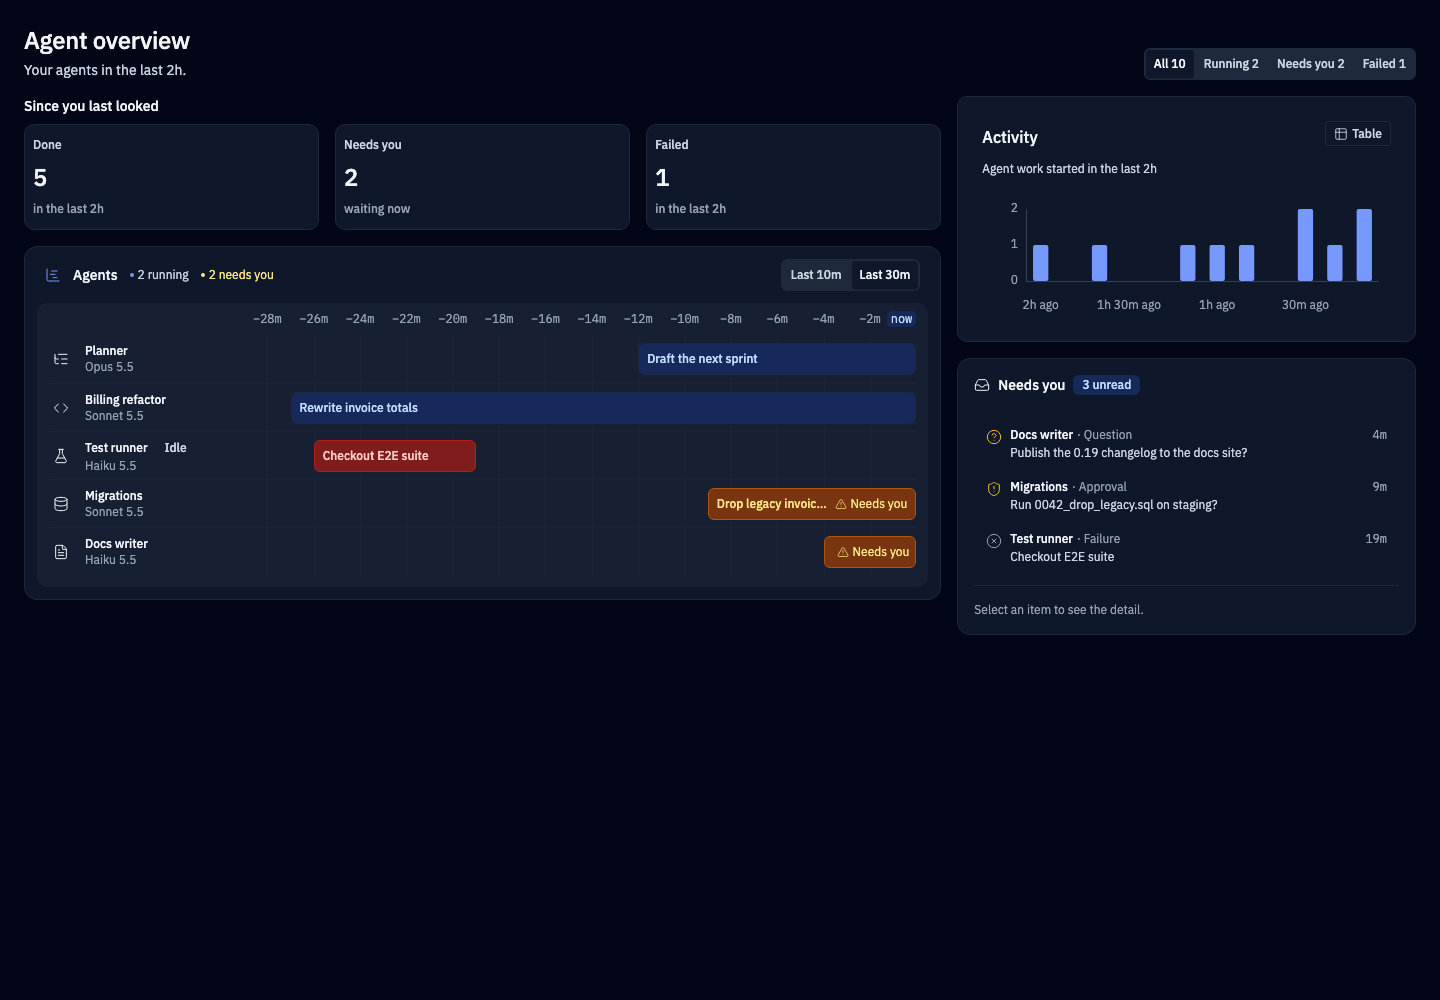 Agent overview
Your agents in the last 2h.
All 10 Running 2 Needs you 2 Failed 1
Since you last looked
Done
5
in the last 2h
Needs you
2
waiting now
Failed
1
in the last 2h
Agents • 2 running • 2 needs you
Last 10m Last 30m
−28m −26m −24m −22m −20m −18m −16m −14m −12m −10m −8m −6m −4m −2m now
Planner
Opus 5.5
Draft the next sprint
Billing refactor
Sonnet 5.5
Rewrite invoice totals
Test runner Idle
Haiku 5.5
Checkout E2E suite
Migrations
Sonnet 5.5
Drop legacy invoic... Needs you
Docs writer
Haiku 5.5
Needs you
Activity
Table
Agent work started in the last 2h
2
1
0
2h ago 1h 30m ago 1h ago 30m ago
Needs you 3 unread
Docs writer · Question 4m
Publish the 0.19 changelog to the docs site?
Migrations · Approval 9m
Run 0042_drop_legacy.sql on staging?
Test runner · Failure 19m
Checkout E2E suite
Select an item to see the detail.